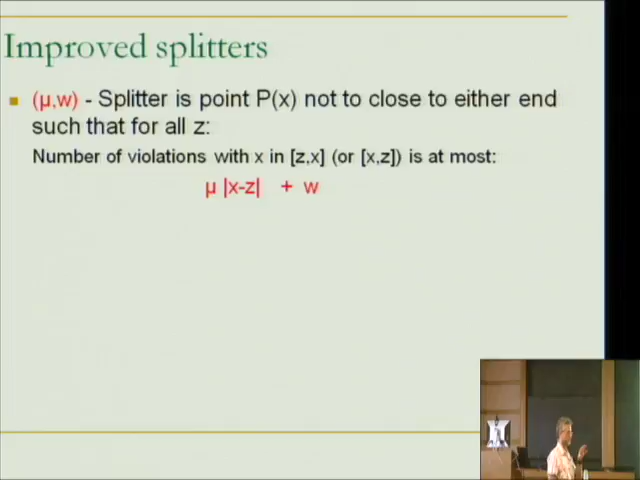 Improved splitters
(μ,w) - Splitter is point P(x) not to close to either end
such that for all z:
Number of violations with x in [z,x] (or [x,z]) is at most:
μ |x-z| + w